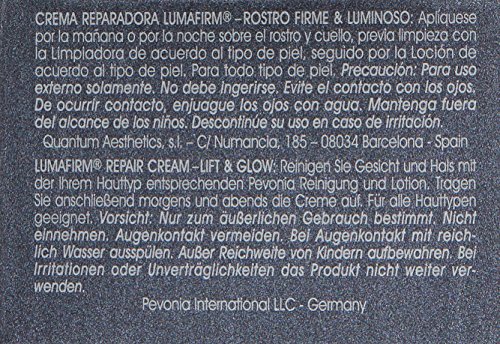 CREMA REPARADORA LUMAFIRM® –ROSTRO FIRME & LUMINOSO: Aplíquese
por la mañana o por la noche sobre el rostro y cuello, previa limpieza con
la Limpiadora de acuerdo al tipo de piel, seguido por la Loción de
acuerdo al tipo de piel. Para todo tipo de piel. Precaución: Para uso
externo solamente. No debe Ingerirse. Evite el contacto con los ojos.
De ocurrir contacto, enjuague los ojos con agua. Mantenga fuera
del alcance de los niños. Descontinúe su uso en caso de irritación.
Quantum Aesthetics, s.l. – C/ Numancia, 185 – 08034 Barcelona - Spain
LUMAFIRM® REPAIR CREAM –LIFT & GLOW: Reinigen Sie Gesicht und Hals mit
der Ihrem Hauttyp entsprechenden Pevonia Reinigung und Lotion. Tragen
Sie anschließend morgens und abends die Creme auf. Für alle Hauttypen
geeignet. Vorsicht: Nur zum äußerlichen Gebrauch bestimmt. Nicht
einnehmen. Augenkontakt vermeiden. Bei Augenkontakt mit reich-
lich Wasser ausspülen. Außer Reichweite von Kindern aufbewahren. Bei
Irritationen oder Unverträglichkeiten das Produkt nicht weiter ver-
wenden.
Pevonia International LLC - Germany